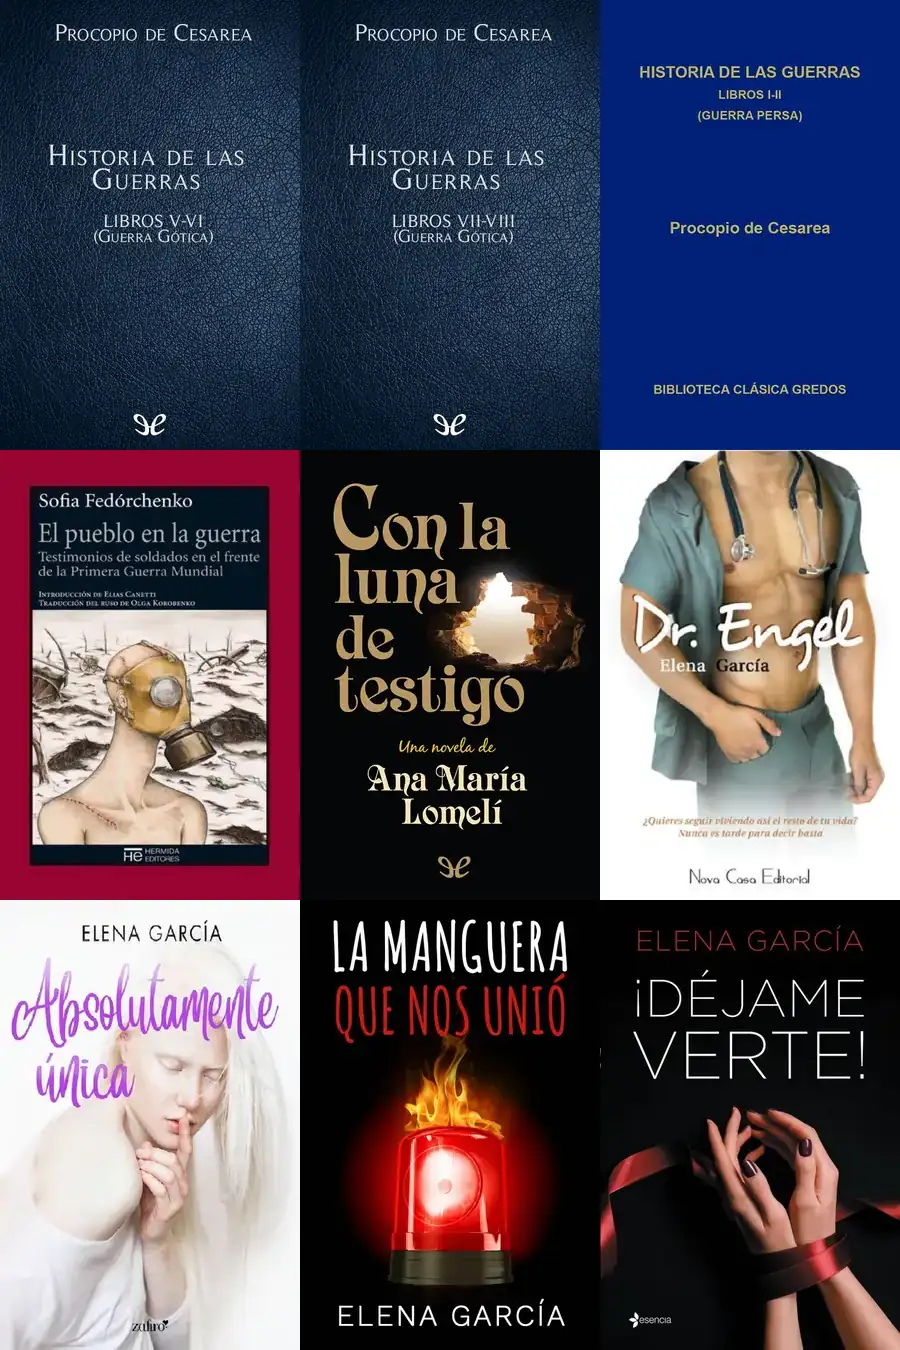 Procopio de Cesarea
Historia de las
Guerras
LIBROS V-VI
(Guerra Gótica)
Procopio de Cesarea
Historia de las
Guerras
LIBROS VII-VIII
(Guerra Gótica)
HISTORIA DE LAS GUERRAS
LIBROS I-II
(GUERRA PERSA)
Procopio de Cesarea
BIBLIOTECA CLÁSICA GREDOS
Sofia Fedórchenko
El pueblo en la guerra
Testimonios de soldados en el frente
de la Primera Guerra Mundial
Introducción de Elias Canetti
Traducción del ruso de Olga Korobenko
HE HERMIDA
EDITORES
Con la
luna
de
testigo
Una novela de
Ana María
Lomelí
Dr. Engel
Elena García
¿Quieres seguir viviendo así el resto de tu vida?
Nunca es tarde para decir basta
Nova Casa Editorial
ELENA GARCÍA
Absolutamente
única
zafiro
LA MANGUERA
QUE NOS UNIÓ
ELENA GARCÍA
ELENA GARCÍA
¡DÉJAME
VERTE!
esencia